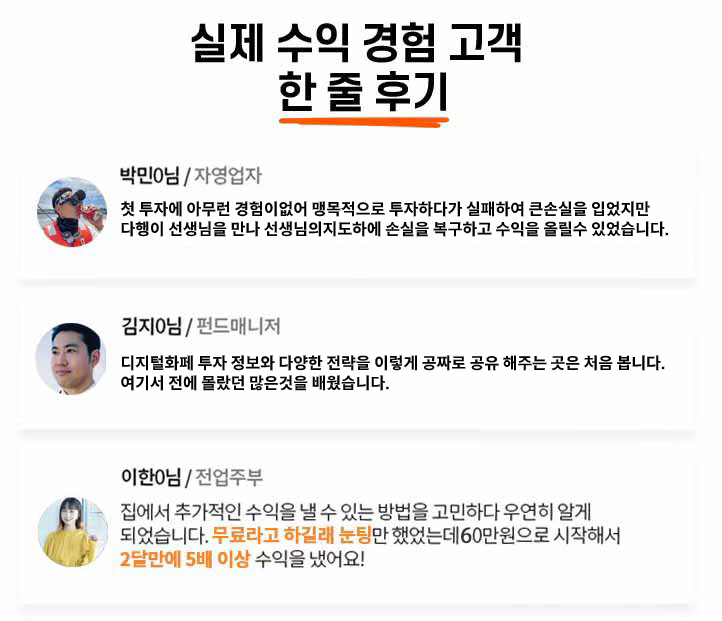 실제 수익 경험 고객
한 줄 후기
박민0님 / 자영업자
첫 투자에 아무런 경험이없어 맹목적으로 투자하다가 실패하여 큰손실을 입었지만
다행이 선생님을 만나 선생님의지도하에 손실을 복구하고 수익을 올릴수 있었습니다.
김지0님 / 펀드매니저
디지털화폐 투자 정보와 다양한 전략을 이렇게 공짜로 공유 해주는 곳은 처음 봅니다.
여기서 전에 몰랐던 많은것을 배웠습니다.
이한0님 / 전업주부
집에서 추가적인 수익을 낼 수 있는 방법을 고민하다 우연히 알게
되었습니다. 무료라고 하길래 눈팅만 했었는데60만원으로 시작해서
2달만에 5배 이상 수익을 냈어요!